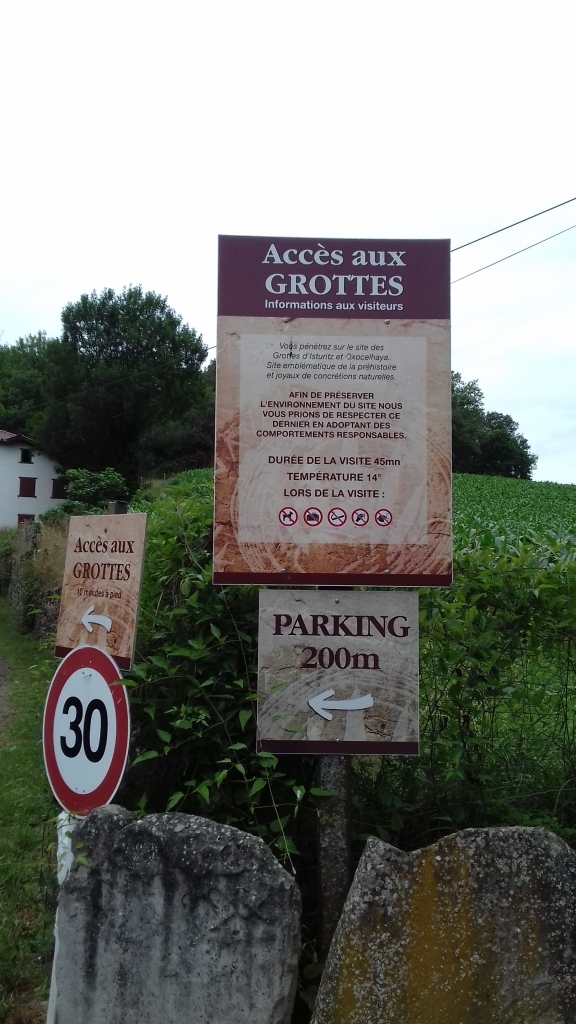 Accès aux
GROTTES
Informations aux visiteurs
Vous pénétrez sur le site des
Grottes d'Isturitz et Oxocelhaya.
Site emblématique de la préhistoire
et joyaux de concrétions naturelles.
AFIN DE PRÉSERVER
L'ENVIRONNEMENT DU SITE NOUS
VOUS PRIONS DE RESPECTER CE
DERNIER EN ADOPTANT DES
COMPORTEMENTS RESPONSABLES.
DURÉE DE LA VISITE 45mn
TEMPÉRATURE 14°
LORS DE LA VISITE :
Accès aux
GROTTES
10 minutes à pied
PARKING
200m
30